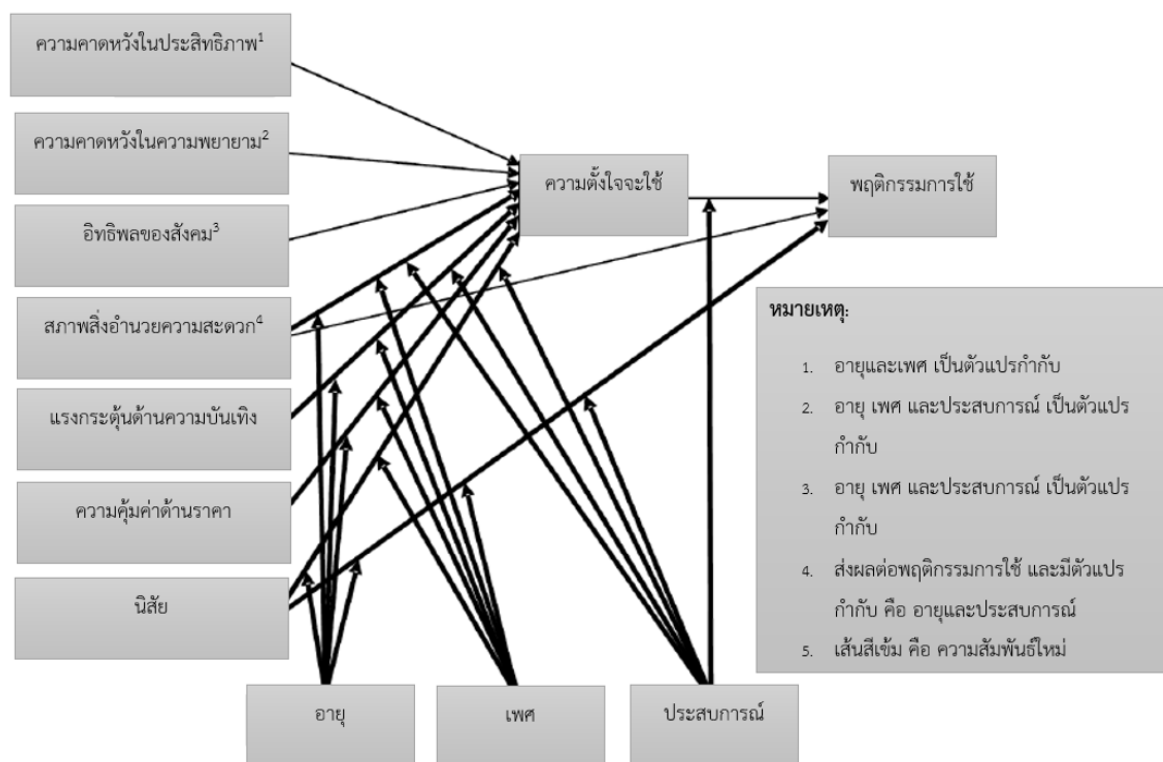 ความคาดหวังในประสิทธิภาพ¹
ความคาดหวังในความพยายาม²
อิทธิพลของสังคม³
สภาพสิ่งอำนวยความสะดวก⁴
แรงกระตุ้นด้านความบันเทิง
ความคุ้มค่าด้านราคา
นิสัย
ความตั้งใจจะใช้
พฤติกรรมการใช้
หมายเหตุ:
1. อายุและเพศ เป็นตัวแปรกำกับ
2. อายุ เพศ และประสบการณ์ เป็นตัวแปร
กำกับ
3. อายุ เพศ และประสบการณ์ เป็นตัวแปร
กำกับ
4. ส่งผลต่อพฤติกรรมการใช้ และมีตัวแปร
กำกับ คือ อายุและประสบการณ์
5. เส้นสีเข้ม คือ ความสัมพันธ์ใหม่
อายุ
เพศ
ประสบการณ์